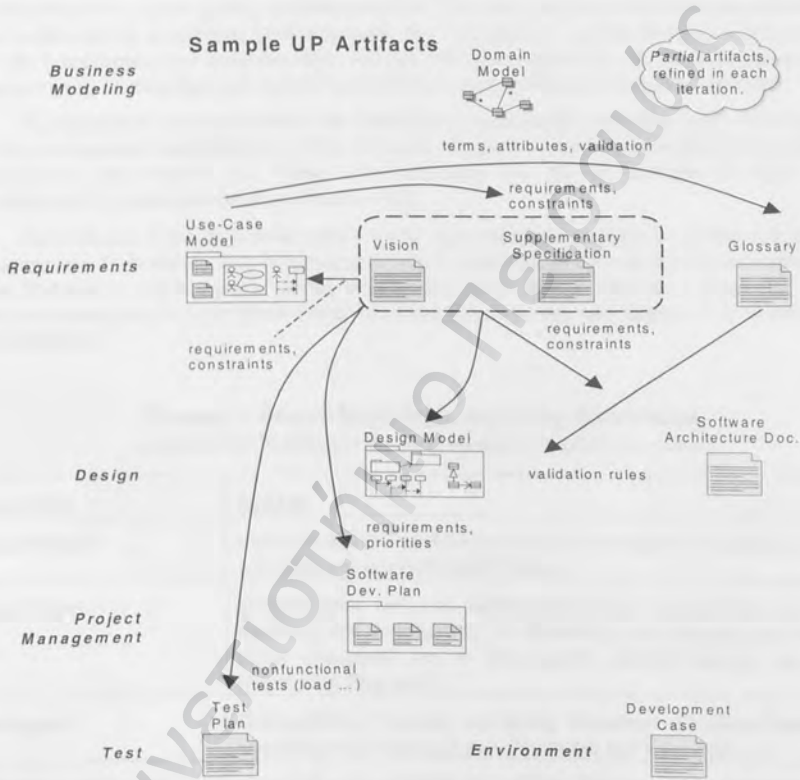 Sample UP Artifacts
Business
Modeling
Domain
Model
Partial artifacts,
refined in each
iteration.
terms, attributes, validation
requirements,
constraints
Use-Case
Model
Vision
Supplementary
Specification
Glossary
Requirements
requirements,
constraints
requirements,
constraints
Design Model
Software
Architecture Doc.
Design
validation rules
requirements,
priorities
Software
Dev. Plan
Project
Management
nonfunctional
tests (load ...)
Test
Plan
Development
Case
Test
Environment
Πανεπιστήμιο Πειραιώς